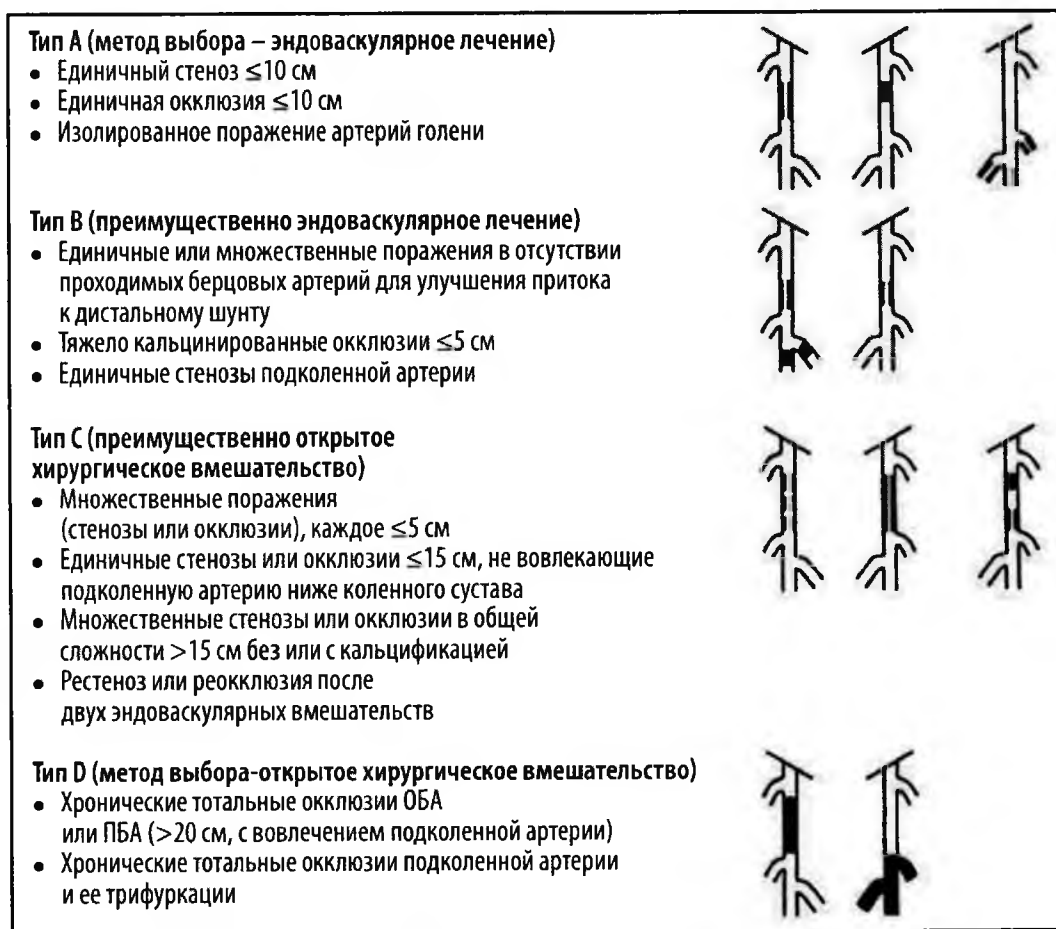 Тип A (метод выбора – эндоваскулярное лечение)
• Единичный стеноз ≤10 см
• Единичная окклюзия ≤10 см
• Изолированное поражение артерий голени
Тип B (преимущественно эндоваскулярное лечение)
• Единичные или множественные поражения в отсутствии
проходимых берцовых артерий для улучшения притока
к дистальному шунту
• Тяжело кальцинированные окклюзии ≤5 см
• Единичные стенозы подколенной артерии
Тип C (преимущественно открытое
хирургическое вмешательство)
• Множественные поражения
(стенозы или окклюзии), каждое ≤5 см
• Единичные стенозы или окклюзии ≤15 см, не вовлекающие
подколенную артерию ниже коленного сустава
• Множественные стенозы или окклюзии в общей
сложности >15 см без или с кальцификацией
• Рестеноз или реокклюзия после
двух эндоваскулярных вмешательств
Тип D (метод выбора-открытое хирургическое вмешательство)
• Хронические тотальные окклюзии ОБА
или ПБА (>20 см, с вовлечением подколенной артерии)
• Хронические тотальные окклюзии подколенной артерии
и ее трифуркации